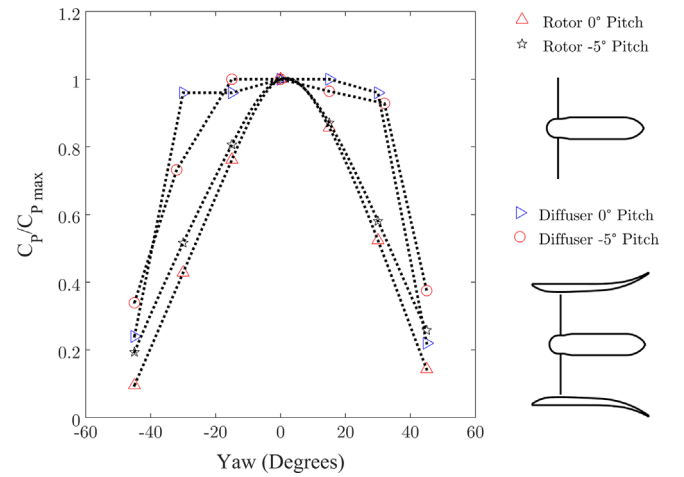 1.2
1
0.8
0.6
0.4
0.2
0
-60
-40
-20
0
20
40
60
Yaw (Degrees)
C_P/C_P max
Rotor 0° Pitch
Rotor -5° Pitch
Diffuser 0° Pitch
Diffuser -5° Pitch